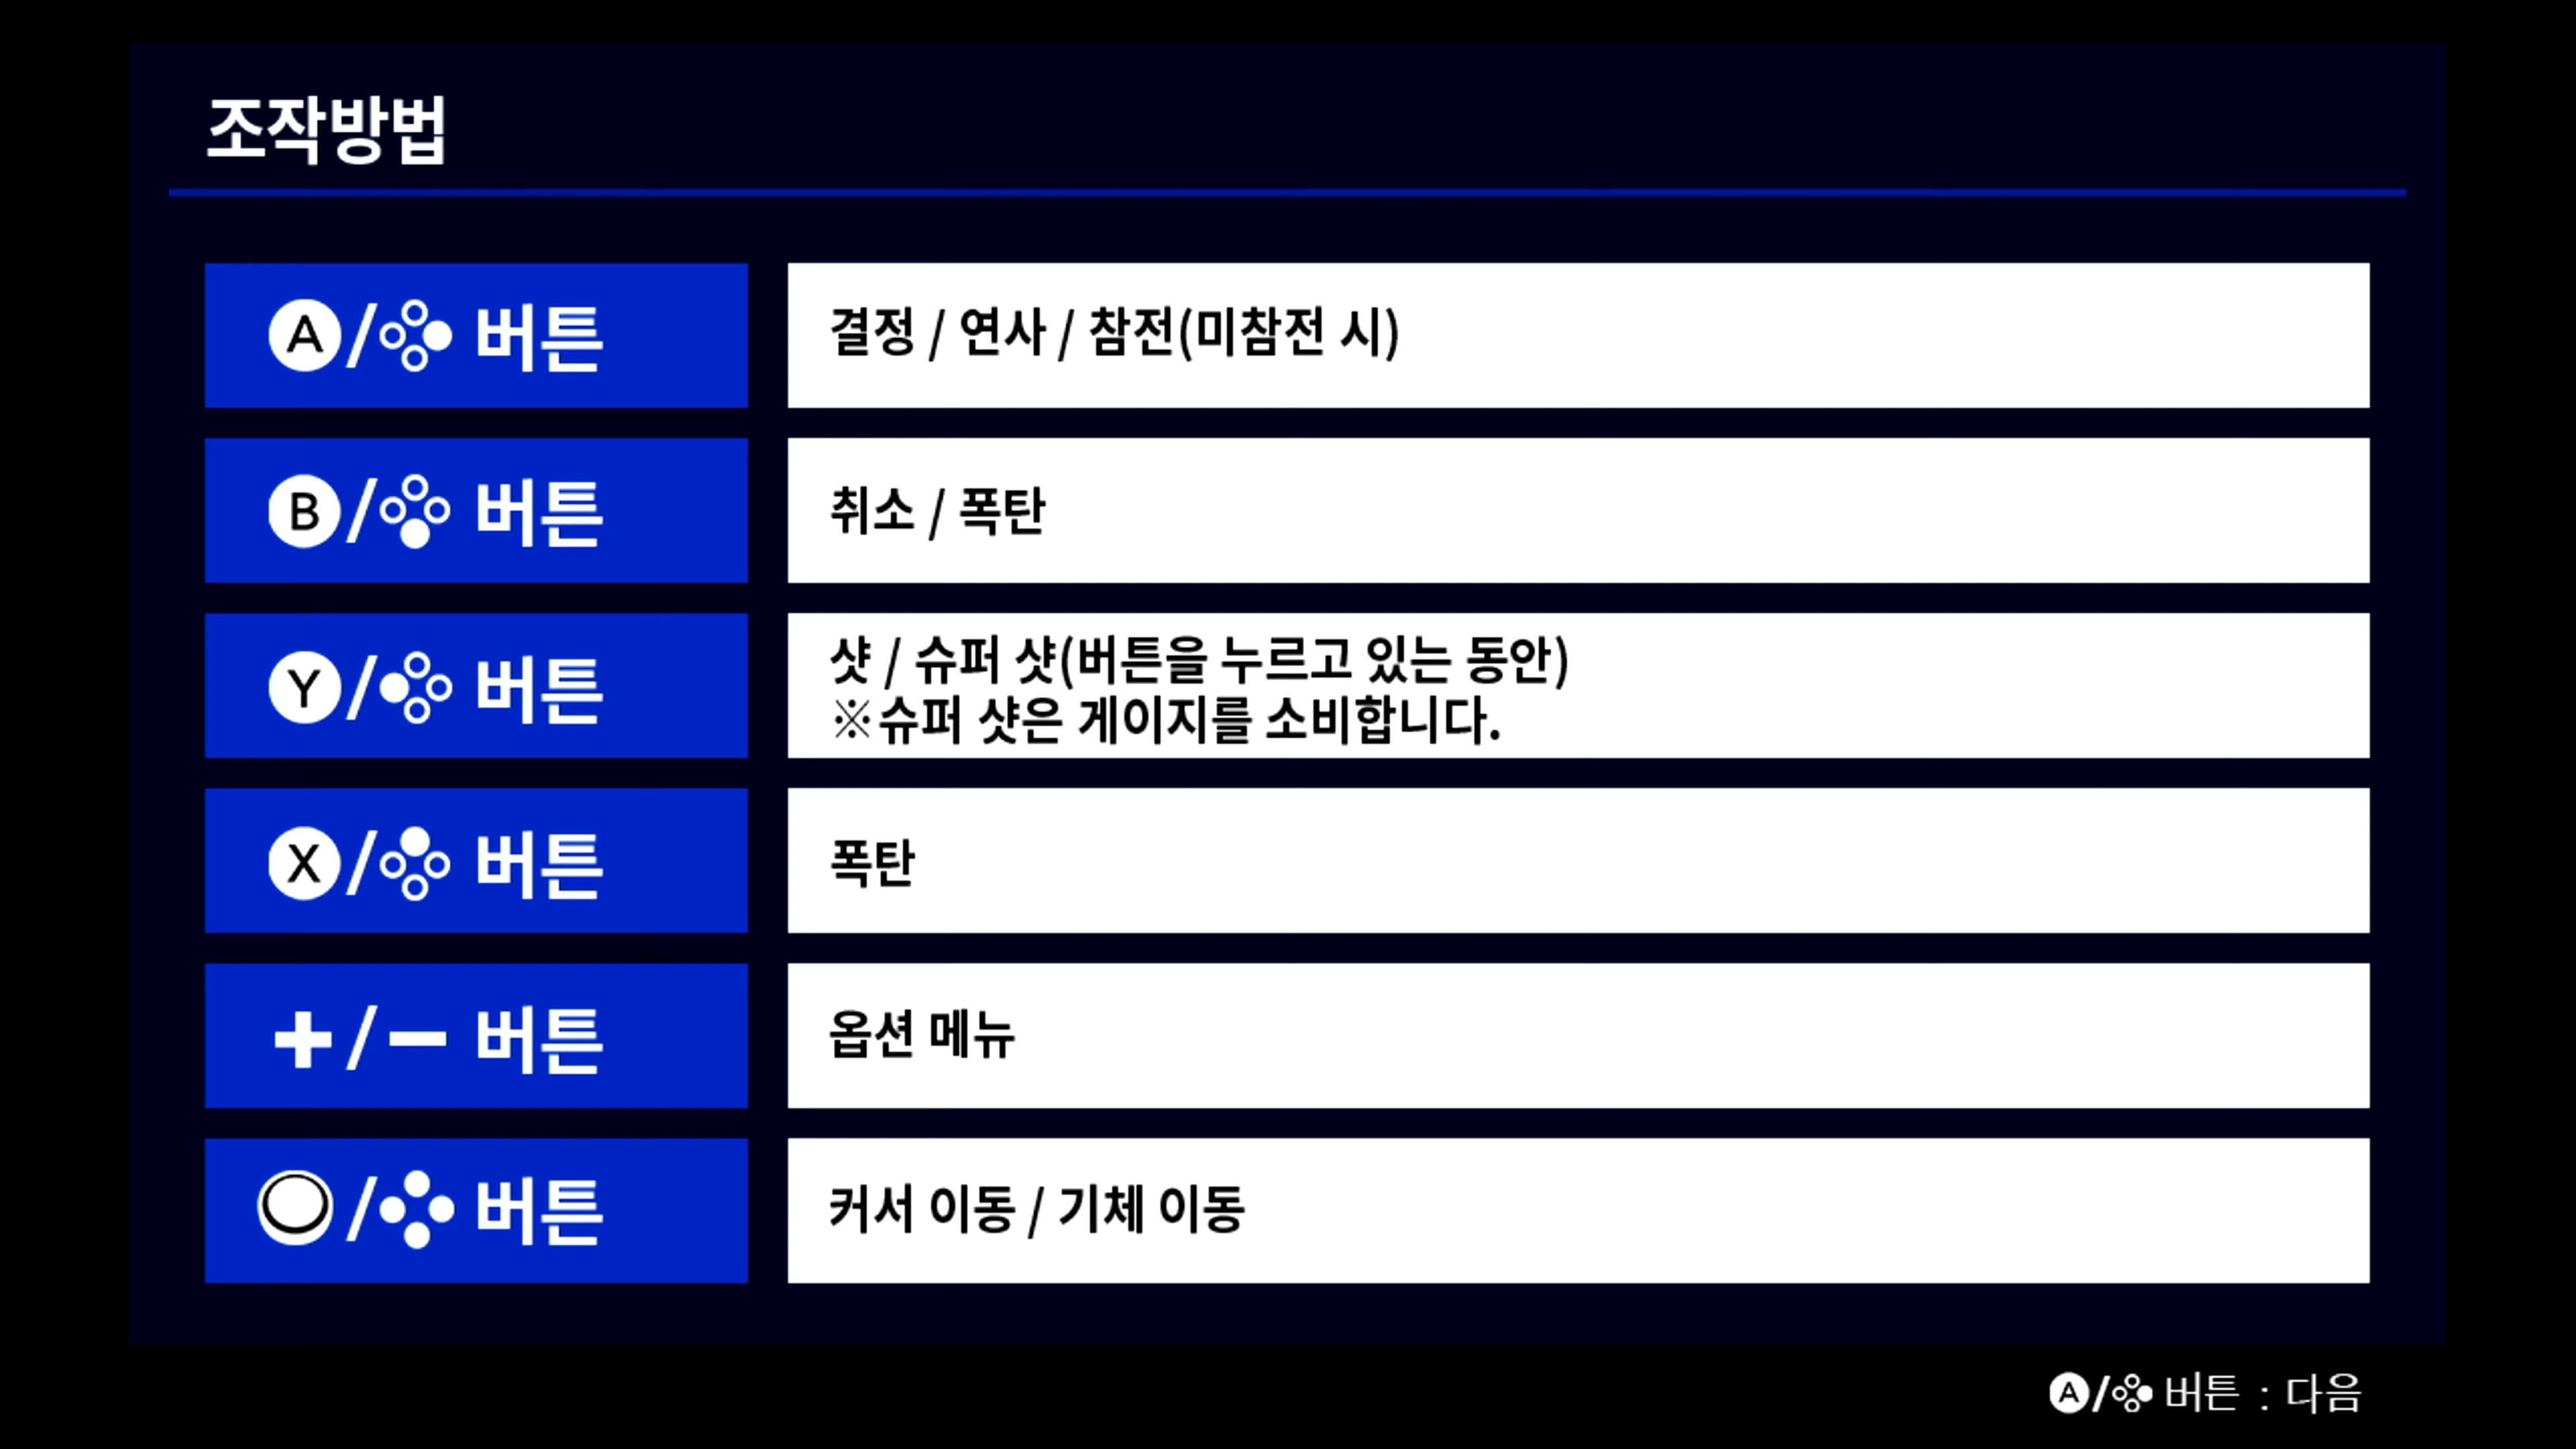 조작방법
A/ 버튼
결정 / 연사 / 참전(미참전 시)
B/ 버튼
취소 / 폭탄
Y/ 버튼
샷 / 슈퍼 샷(버튼을 누르고 있는 동안)
※슈퍼 샷은 게이지를 소비합니다.
X/ 버튼
폭탄
+/- 버튼
옵션 메뉴
/ 버튼
커서 이동 / 기체 이동
A/ 버튼 : 다음